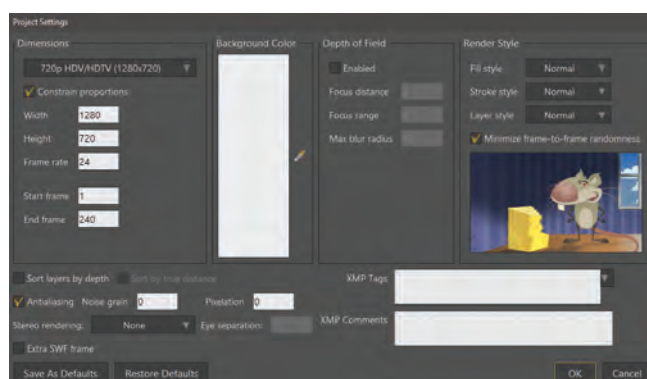 Project Settings
Dimensions
720p HDV/HDTV (1280x720)
Constrain proportions
Width 1280
Height 720
Frame rate 24
Start frame 1
End frame 240
Background Color
Depth of Field
Enabled
Focus distance
Focus range
Max blur radius
Render Style
Fill style Normal
Stroke style Normal
Layer style Normal
Minimize frame-to-frame randomness
Sort layers by depth Sort by true distance
Antialiasing Noise grain 0 Pixelation 0
Stereo rendering: None Eye separation:
Extra SWF frame
XMP Tags
XMP Comments
Save As Defaults Restore Defaults OK Cancel